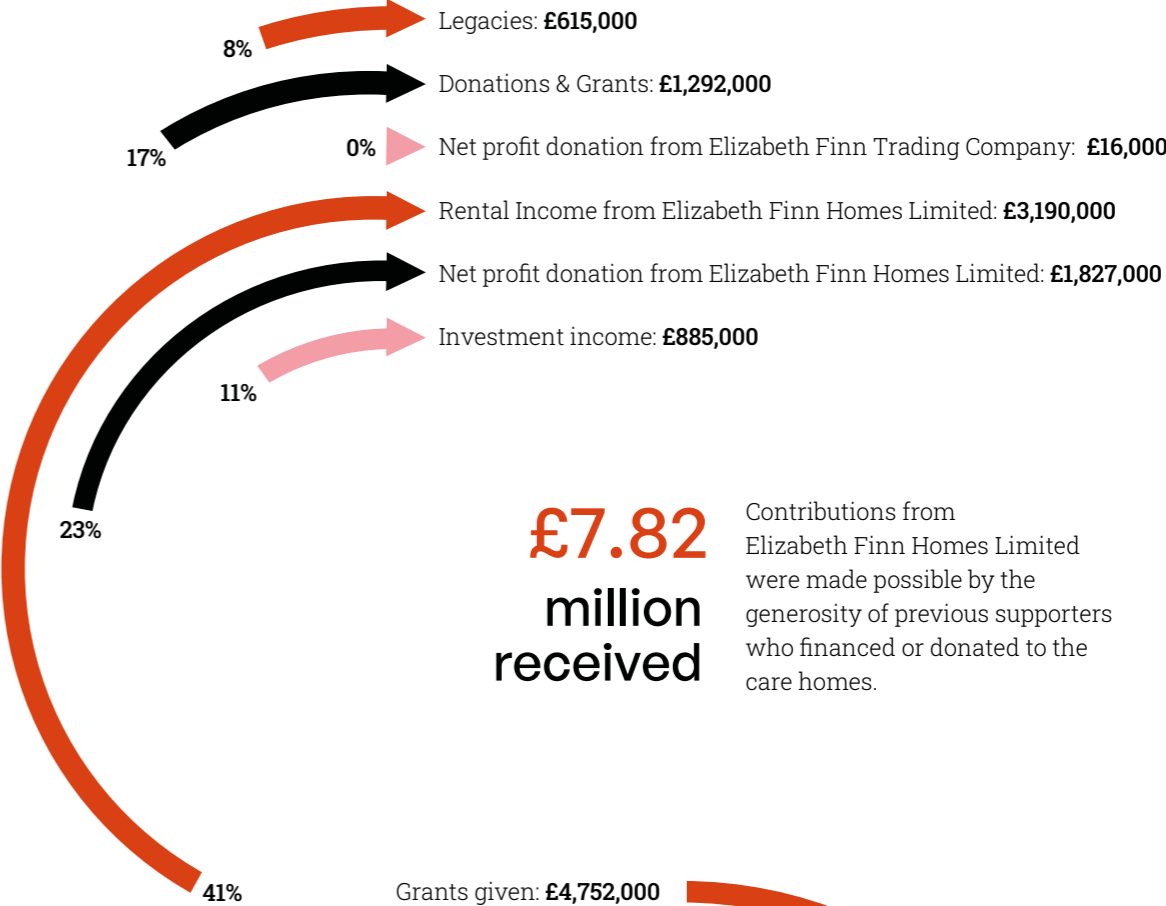 Legacies: £615,000
8%
Donations & Grants: £1,292,000
17%
0%
Net profit donation from Elizabeth Finn Trading Company: £16,000
Rental Income from Elizabeth Finn Homes Limited: £3,190,000
Net profit donation from Elizabeth Finn Homes Limited: £1,827,000
Investment income: £885,000
11%
23%
£7.82
million
received
Contributions from
Elizabeth Finn Homes Limited
were made possible by the
generosity of previous supporters
who financed or donated to the
care homes.
41%
Grants given: £4,752,000